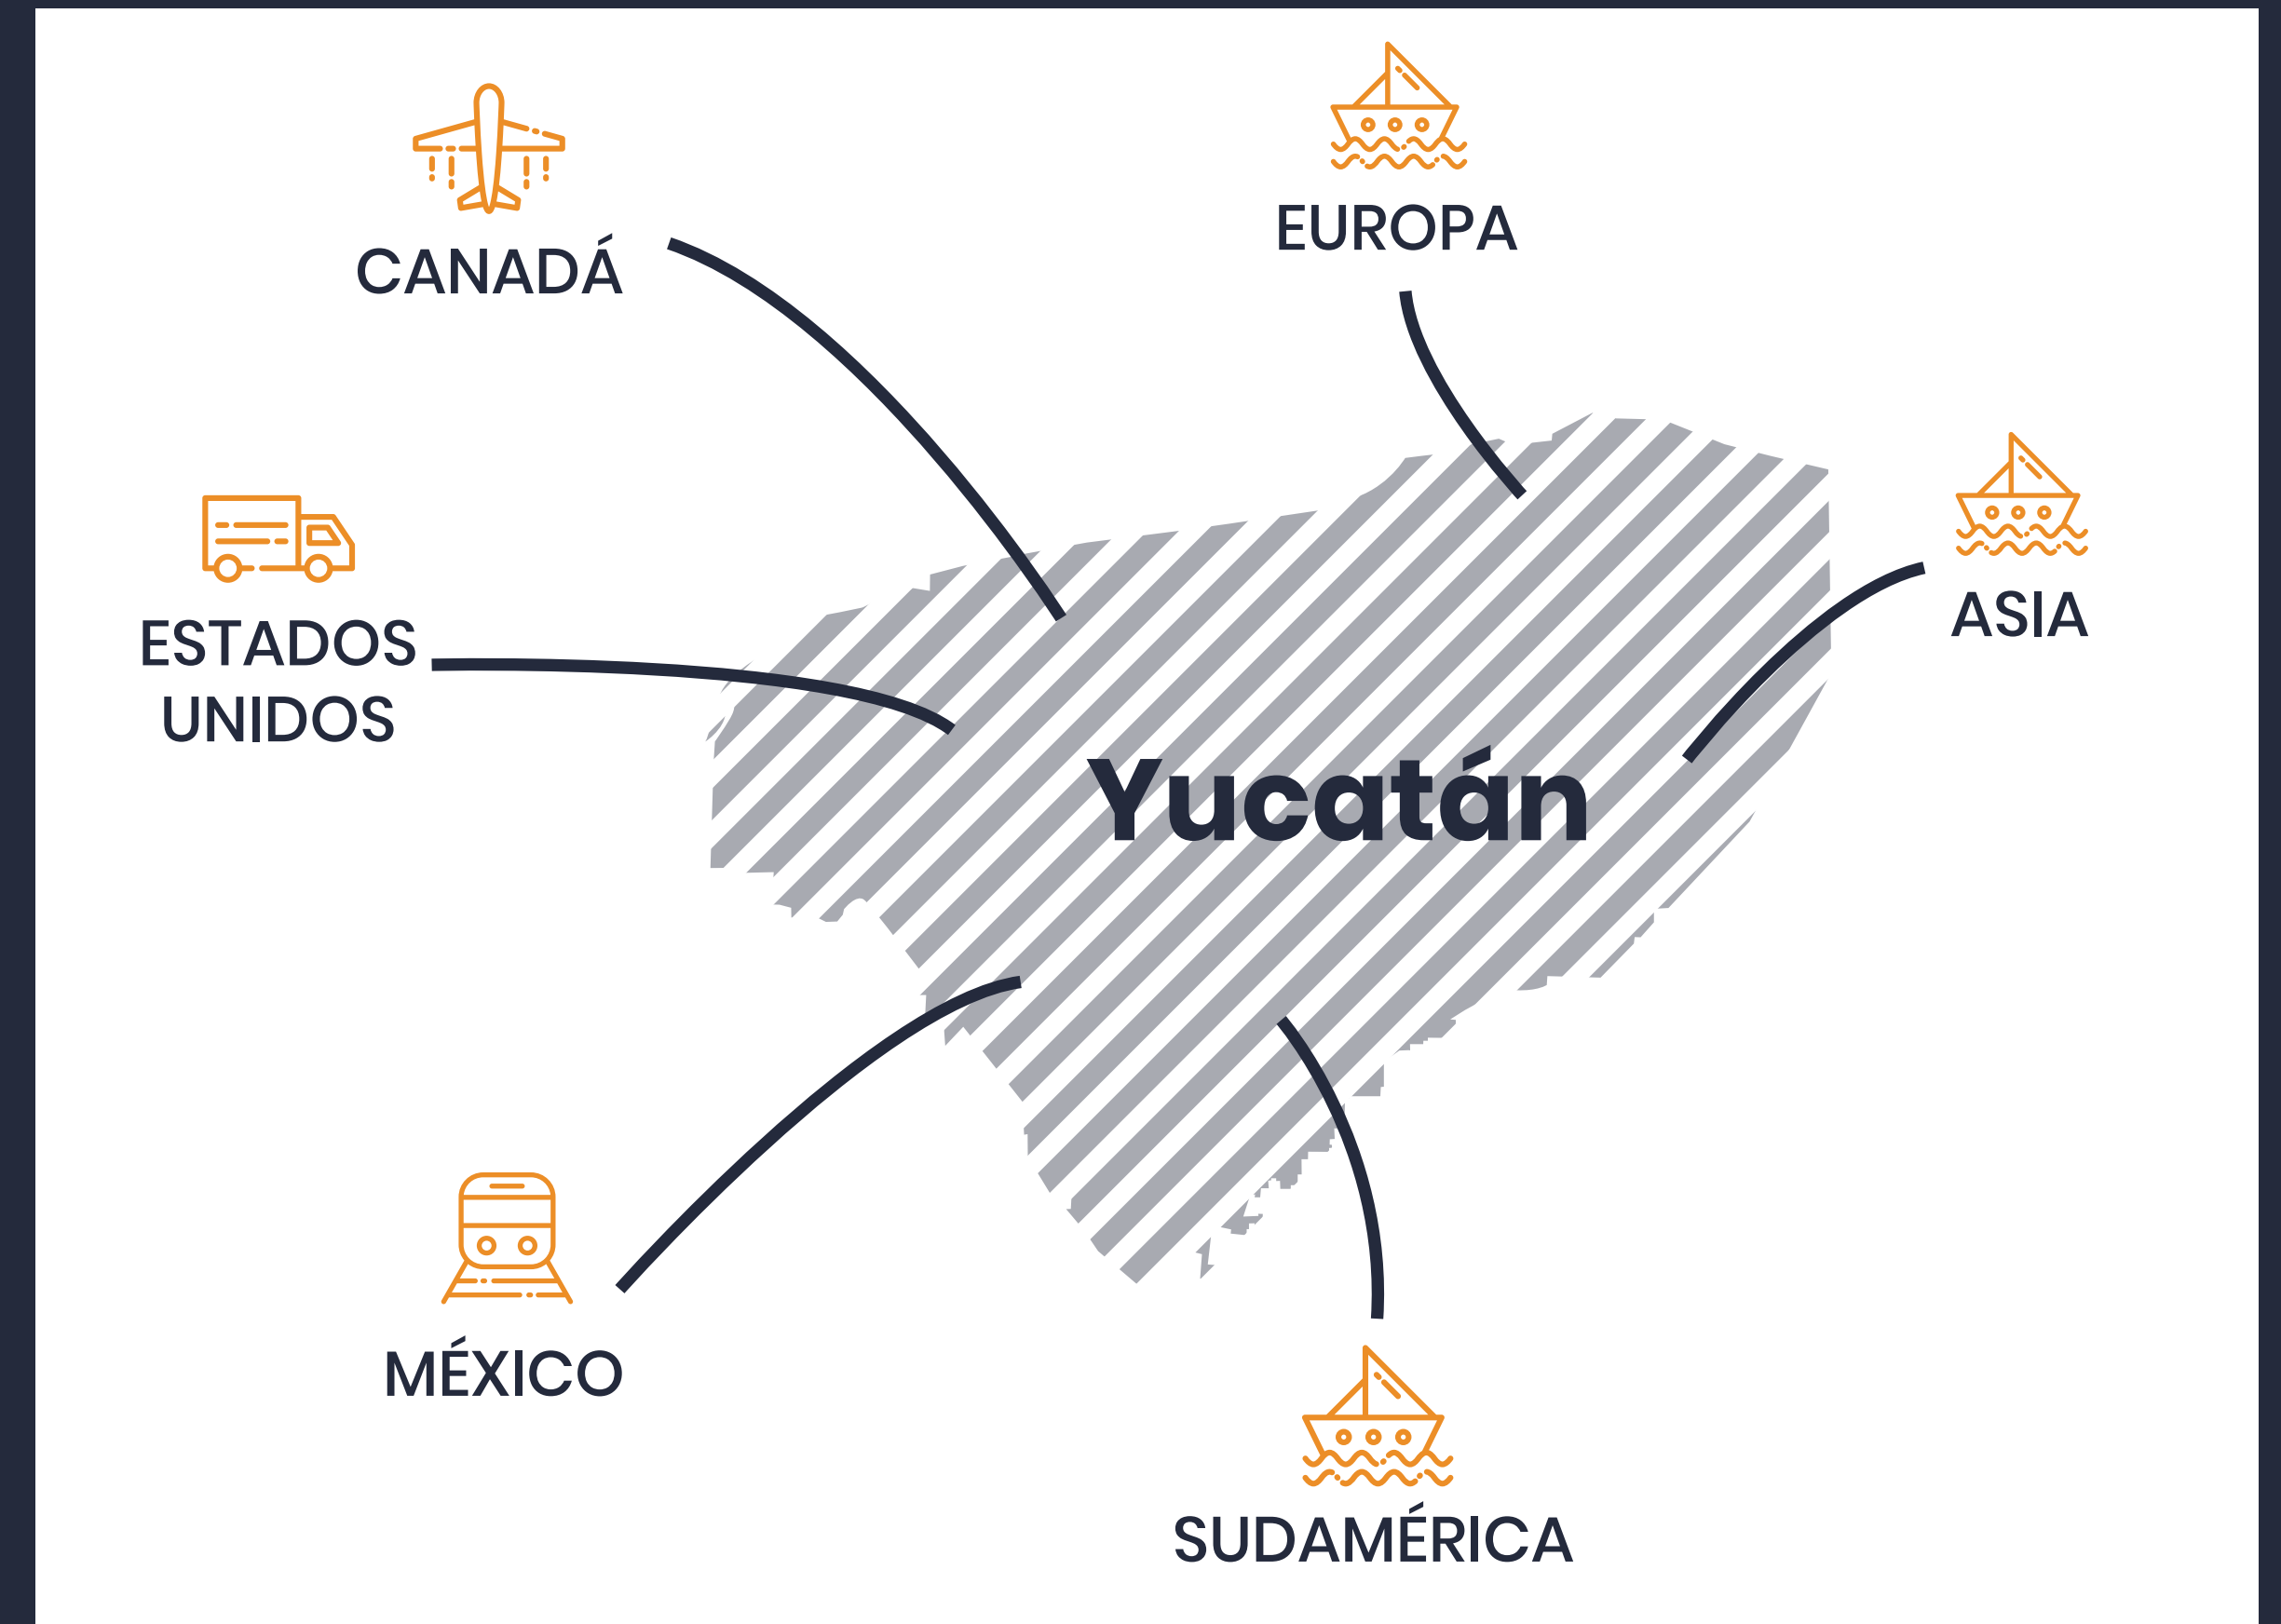 EUROPA
CANADÁ
ASIA
ESTADOS
UNIDOS
Yucatán
MÉXICO
SUDAMÉRICA